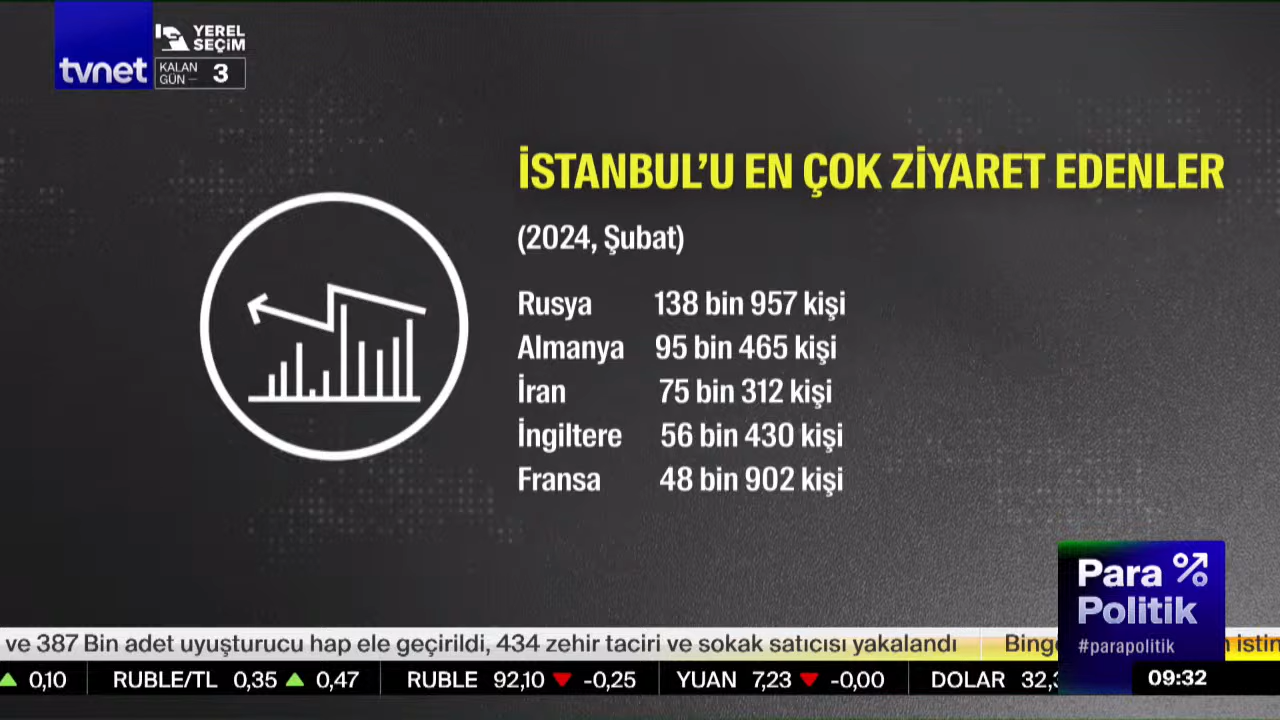 tvnet
YEREL
SEÇİM
KALAN
GÜN
3
İSTANBUL'U EN ÇOK ZİYARET EDENLER
(2024, Şubat)
Rusya 138 bin 957 kişi
Almanya 95 bin 465 kişi
İran 75 bin 312 kişi
İngiltere 56 bin 430 kişi
Fransa 48 bin 902 kişi
Para %
Politik
#parapolitik
ve 387 Bin adet uyuşturucu hap ele geçirildi, 434 zehir taciri ve sokak satıcısı yakalandı
0,10 RUBLE/TL 0,35 0,47 RUBLE 92,10 -0,25 YUAN 7,23 -0,00 DOLAR 09:32